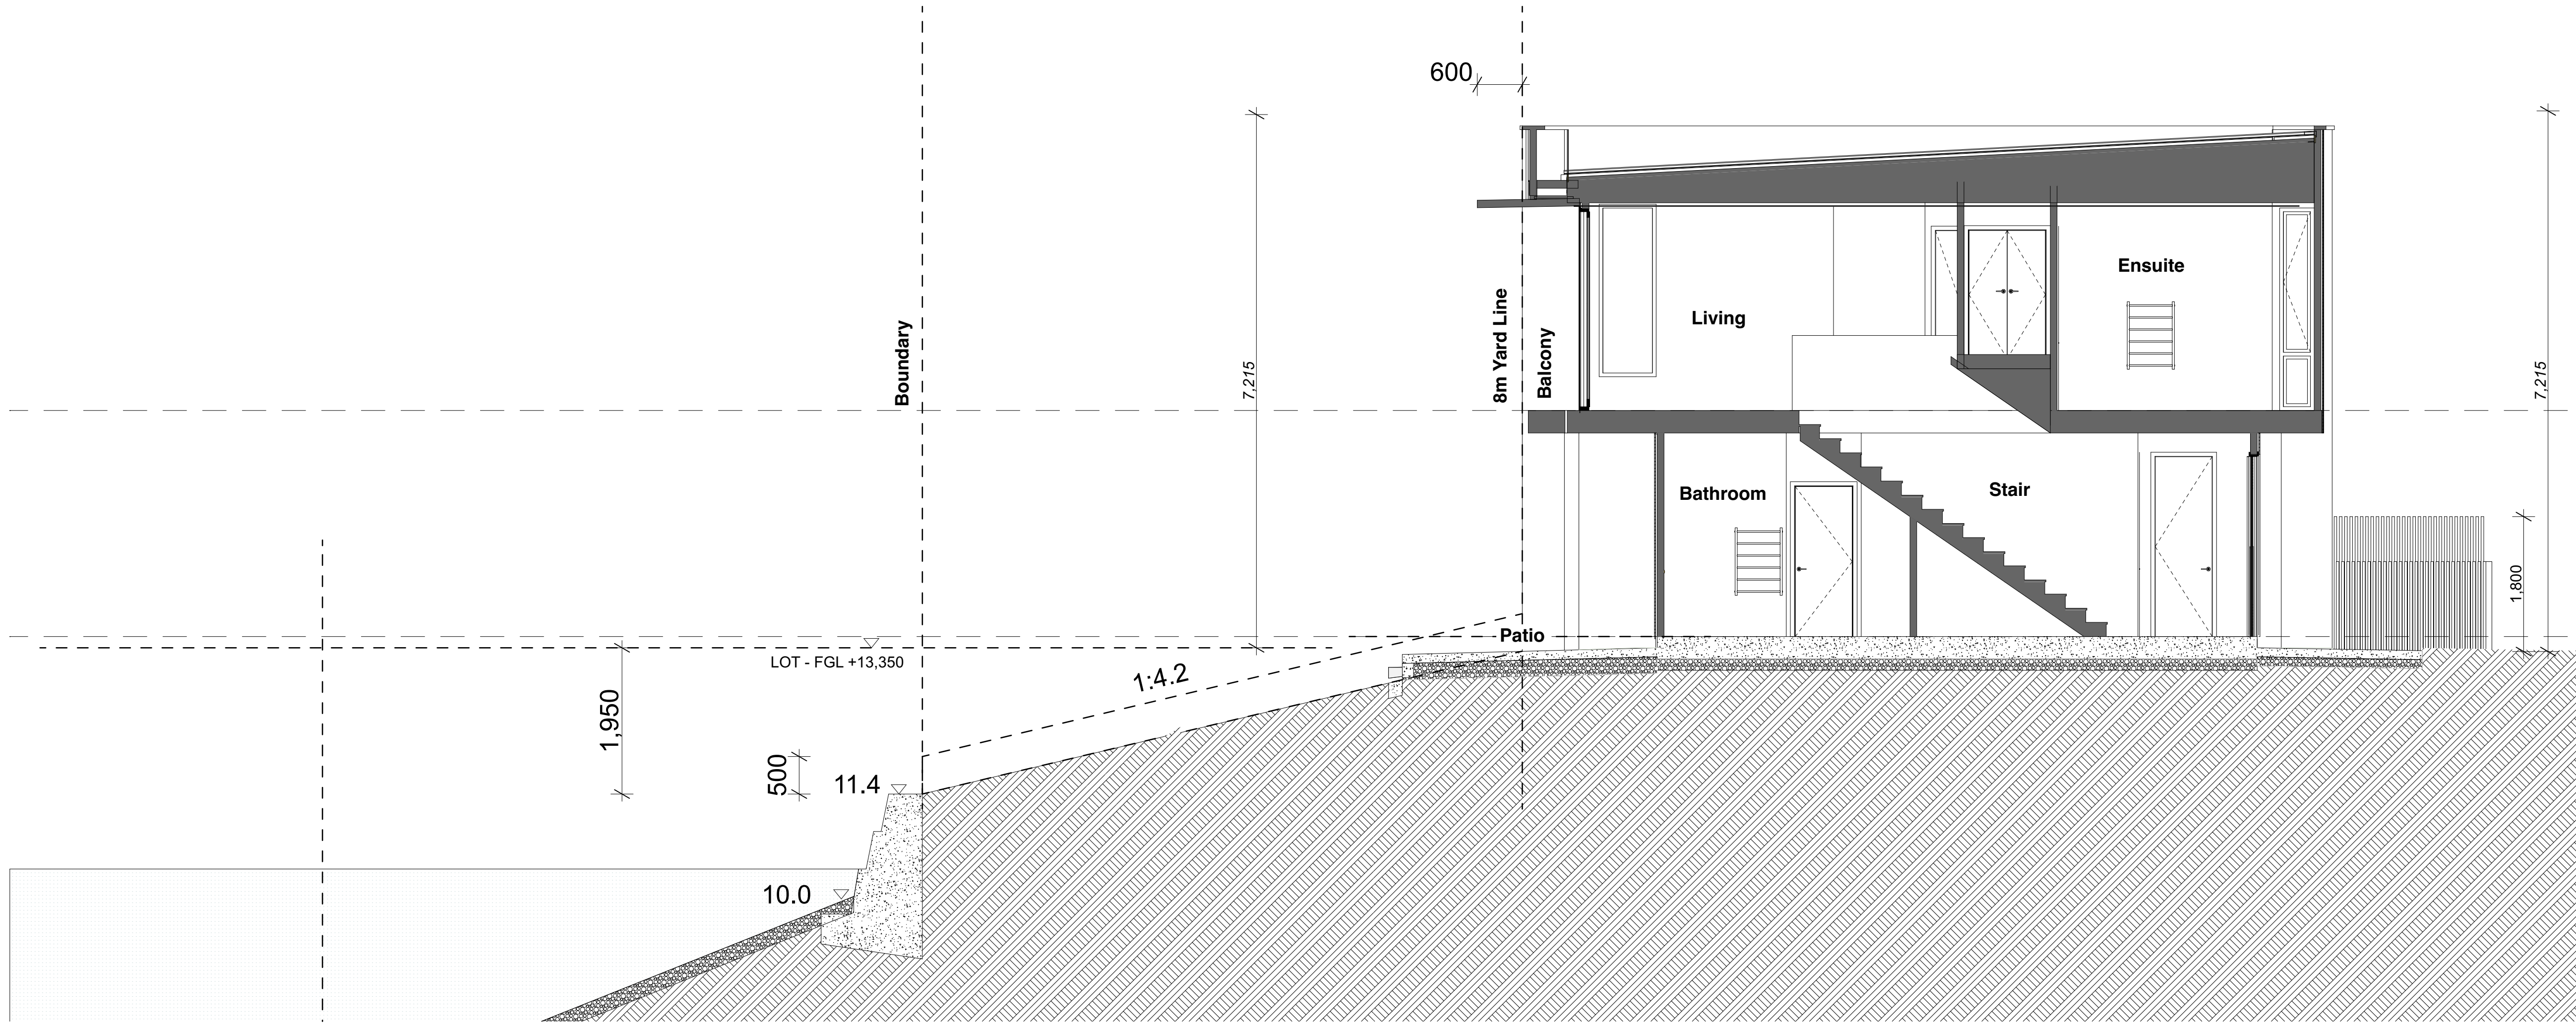 600
7,215
7,215
Boundary
8m Yard Line
Balcony
Living
Ensuite
Bathroom
Stair
1,800
Patio
LOT - FGL +13,350
1:4.2
1,950
500
11.4
10.0